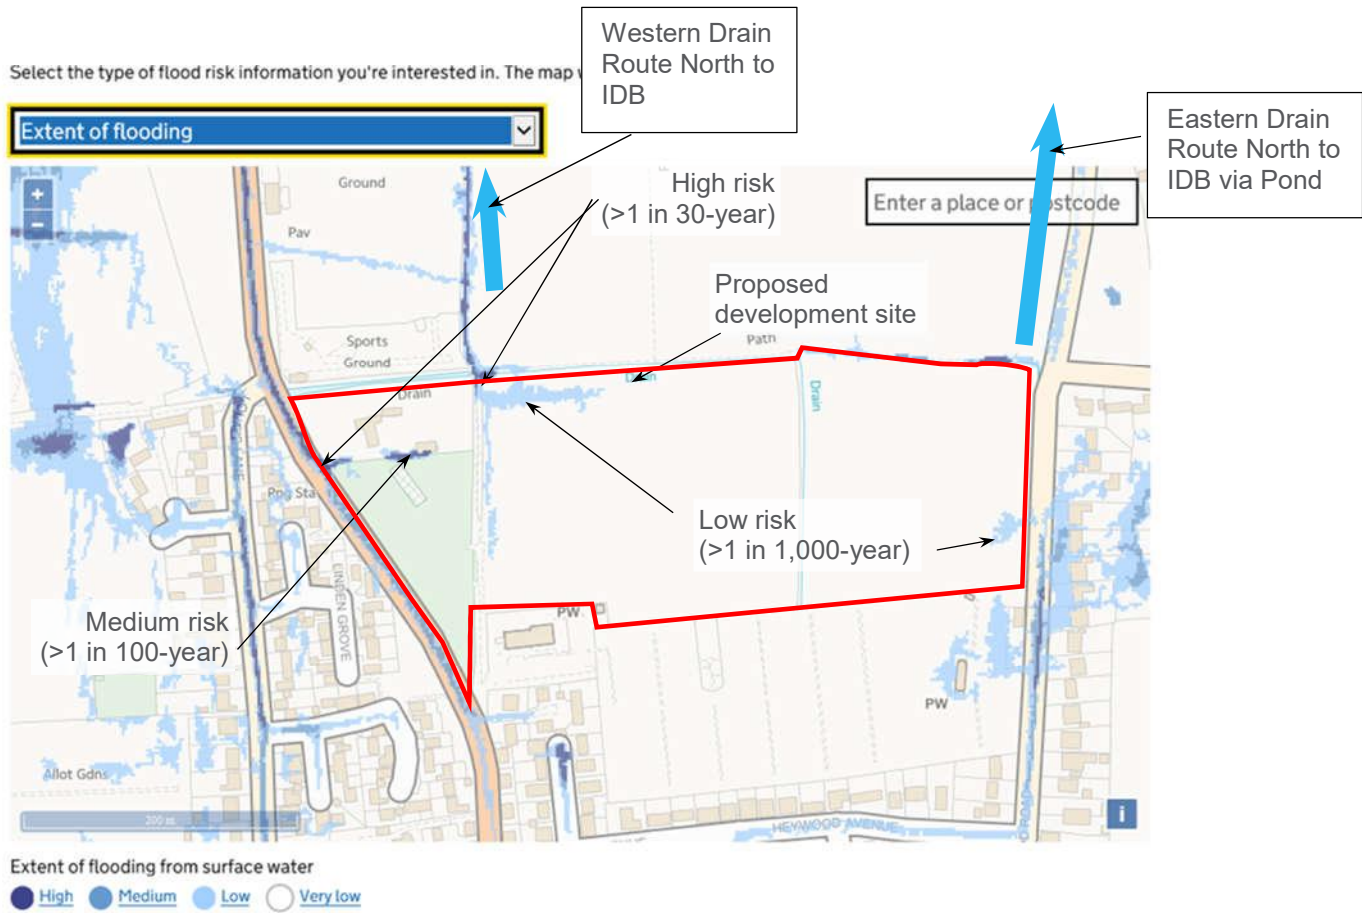 Western Drain
Route North to
IDB
Select the type of flood risk information you're interested in. The map
Extent of flooding
Eastern Drain
Route North to
IDB via Pond
+
−
Ground
High risk
(>1 in 30-year)
Enter a place or postcode
Pav
Proposed
development site
Sports
Ground
Path
Drain
Drain
Drain
Low risk
(>1 in 1,000-year)
LINDEN GROVE
Medium risk
(>1 in 100-year)
PW
PW
Allot Gdns
200 m
HEYWOOD AVENUE
i
Extent of flooding from surface water
High
Medium
Low
Very low